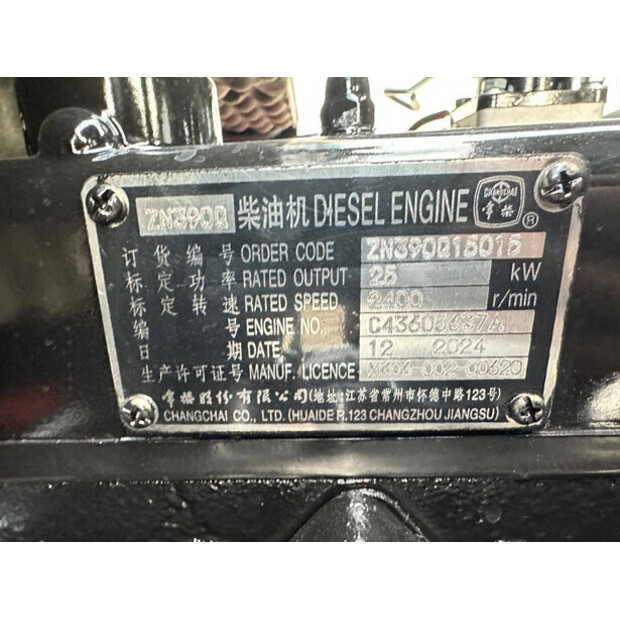 ZN390Q 柴油机 DIESEL ENGINE CHANGCHAI 常柴 ®
订货编号 ORDER CODE ZN390Q15015
标定功率 RATED OUTPUT 25 kW
标定转速 RATED SPEED 2400 r/min
编号 ENGINE NO. C43605637A
日期 DATE 12 2024
生产许可证号 MANUF. LICENCE XK06-002-00620
常柴股份有限公司 (地址:江苏省常州市怀德中路123号)
CHANGCHAI CO., LTD. (HUAIDE R.123 CHANGZHOU JIANGSU)